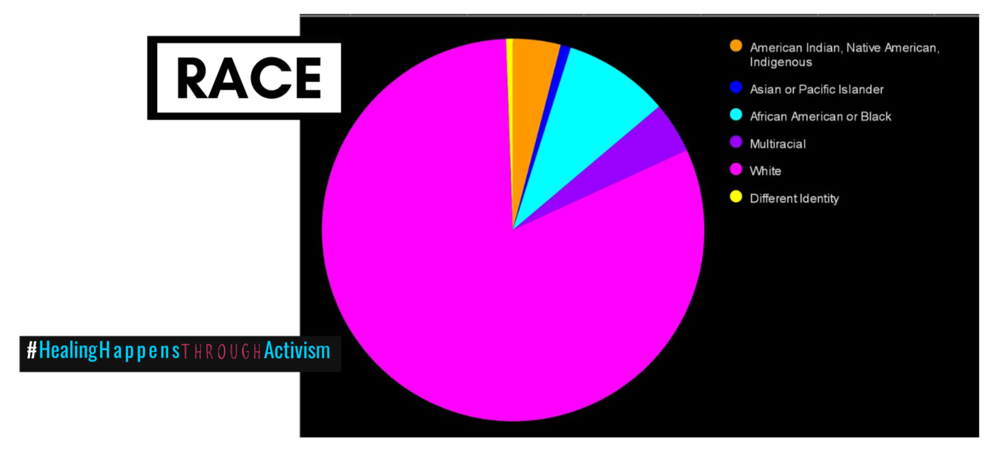 RACE
American Indian, Native American,
Indigenous
Asian or Pacific Islander
African American or Black
Multiracial
White
Different Identity
#HealingHappensTHROUGHActivism